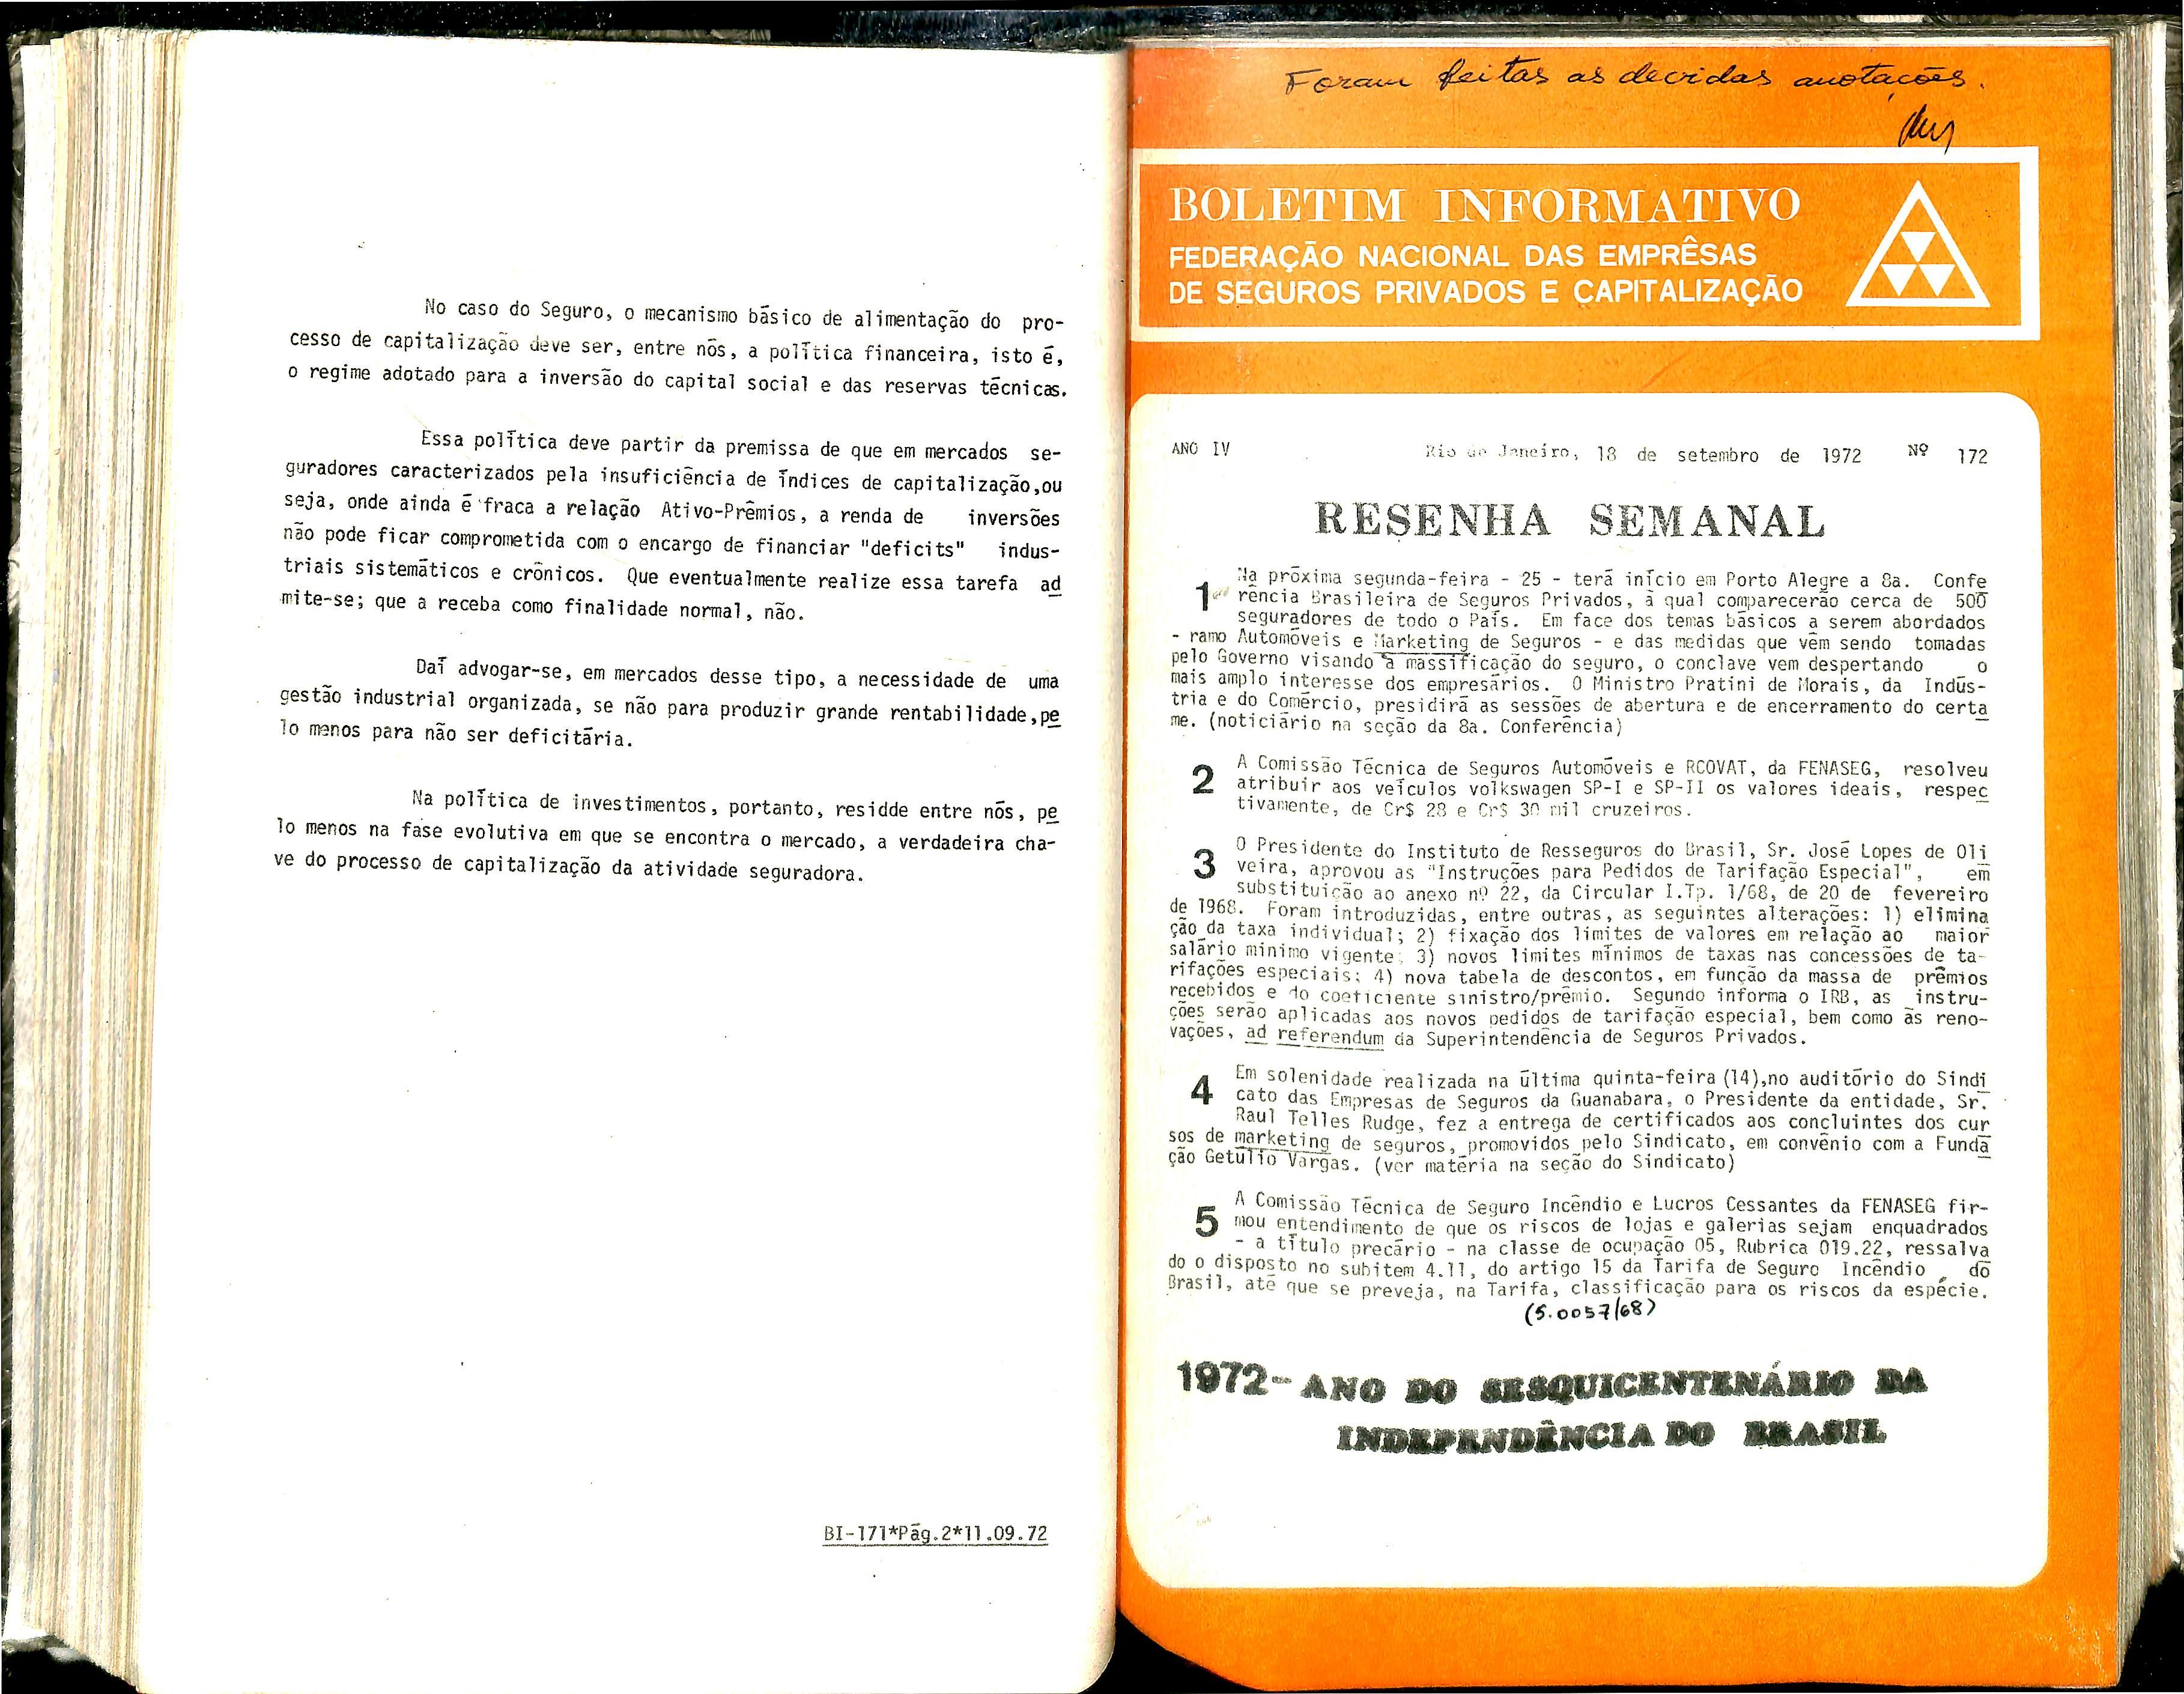 No caso do Seguro, o mecanismo básico de alimentação do pro-
cesso de capitalização deve ser, entre nós, a política financeira, isto é,
o regime adotado para a inversão do capital social e das reservas técnicas.
Essa política deve partir da premissa de que em mercados se-
guradores caracterizados pela insuficiência de índices de capitalização,ou
seja, onde ainda é fraca a relação Ativo-Prêmios, a renda de inversões
não pode ficar comprometida com o encargo de financiar "deficits" indus-
triais sistemáticos e crônicos. Que eventualmente realize essa tarefa ad
mite-se; que a receba como finalidade normal, não.
Daí advogar-se, em mercados desse tipo, a necessidade de uma
gestão industrial organizada, se não para produzir grande rentabilidade,pe
lo menos para não ser deficitária.
Na política de investimentos, portanto, residde entre nós, pe
lo menos na fase evolutiva em que se encontra o mercado, a verdadeira cha-
ve do processo de capitalização da atividade seguradora.
BI-171*Pág.2*11.09.72
Foram feitas as devidas anotações.
BOLETIM INFORMATIVO
FEDERAÇÃO NACIONAL DAS EMPRÊSAS
DE SEGUROS PRIVADOS E CAPITALIZAÇÃO
ANO IV Rio de Janeiro, 18 de setembro de 1972 Nº 172
RESENHA SEMANAL
1 Na próxima segunda-feira - 25 - terá início em Porto Alegre a 8a. Confe
rência Brasileira de Seguros Privados, à qual comparecerão cerca de 500
seguradores de todo o País. Em face dos temas básicos a serem abordados
- ramo Automóveis e Marketing de Seguros - e das medidas que vêm sendo tomadas
pelo Governo visando à massificação do seguro, o conclave vem despertando o
mais amplo interesse dos empresários. O Ministro Pratini de Morais, da Indús-
tria e do Comércio, presidirá as sessões de abertura e de encerramento do certa
me. (noticiário na seção da 8a. Conferência)
2 A Comissão Técnica de Seguros Automóveis e RCOVAT, da FENASEG, resolveu
atribuir aos veículos volkswagen SP-I e SP-II os valores ideais, respec
tivamente, de Cr$ 28 e Cr$ 30 mil cruzeiros.
3 O Presidente do Instituto de Resseguros do Brasil, Sr. José Lopes de Oli
veira, aprovou as "Instruções para Pedidos de Tarifação Especial", em
substituição ao anexo nº 22, da Circular I.Tp. 1/68, de 20 de fevereiro
de 1968. Foram introduzidas, entre outras, as seguintes alterações: 1) elimina
ção da taxa individual; 2) fixação dos limites de valores em relação ao maior
salário mínimo vigente; 3) novos limites mínimos de taxas nas concessões de ta-
rifações especiais; 4) nova tabela de descontos, em função da massa de prêmios
recebidos e do coeficiente sinistro/prêmio. Segundo informa o IRB, as instru-
ções serão aplicadas aos novos pedidos de tarifação especial, bem como às reno-
vações, ad referendum da Superintendência de Seguros Privados.
4 Em solenidade realizada na última quinta-feira (14),no auditório do Sindi
cato das Empresas de Seguros da Guanabara, o Presidente da entidade, Sr.
Raul Telles Rudge, fez a entrega de certificados aos concluintes dos cur
sos de marketing de seguros, promovidos pelo Sindicato, em convênio com a Funda
ção Getúlio Vargas. (ver matéria na seção do Sindicato)
5 A Comissão Técnica de Seguro Incêndio e Lucros Cessantes da FENASEG fir-
mou entendimento de que os riscos de lojas e galerias sejam enquadrados
- a título precário - na classe de ocupação 05, Rubrica 019.22, ressalva
do o disposto no subitem 4.11, do artigo 15 da Tarifa de Seguro Incêndio do
Brasil, até que se preveja, na Tarifa, classificação para os riscos da espécie.
(S.0057/68)
1972-ANO DO SESQUICENTENÁRIO DA
INDEPENDÊNCIA DO BRASIL